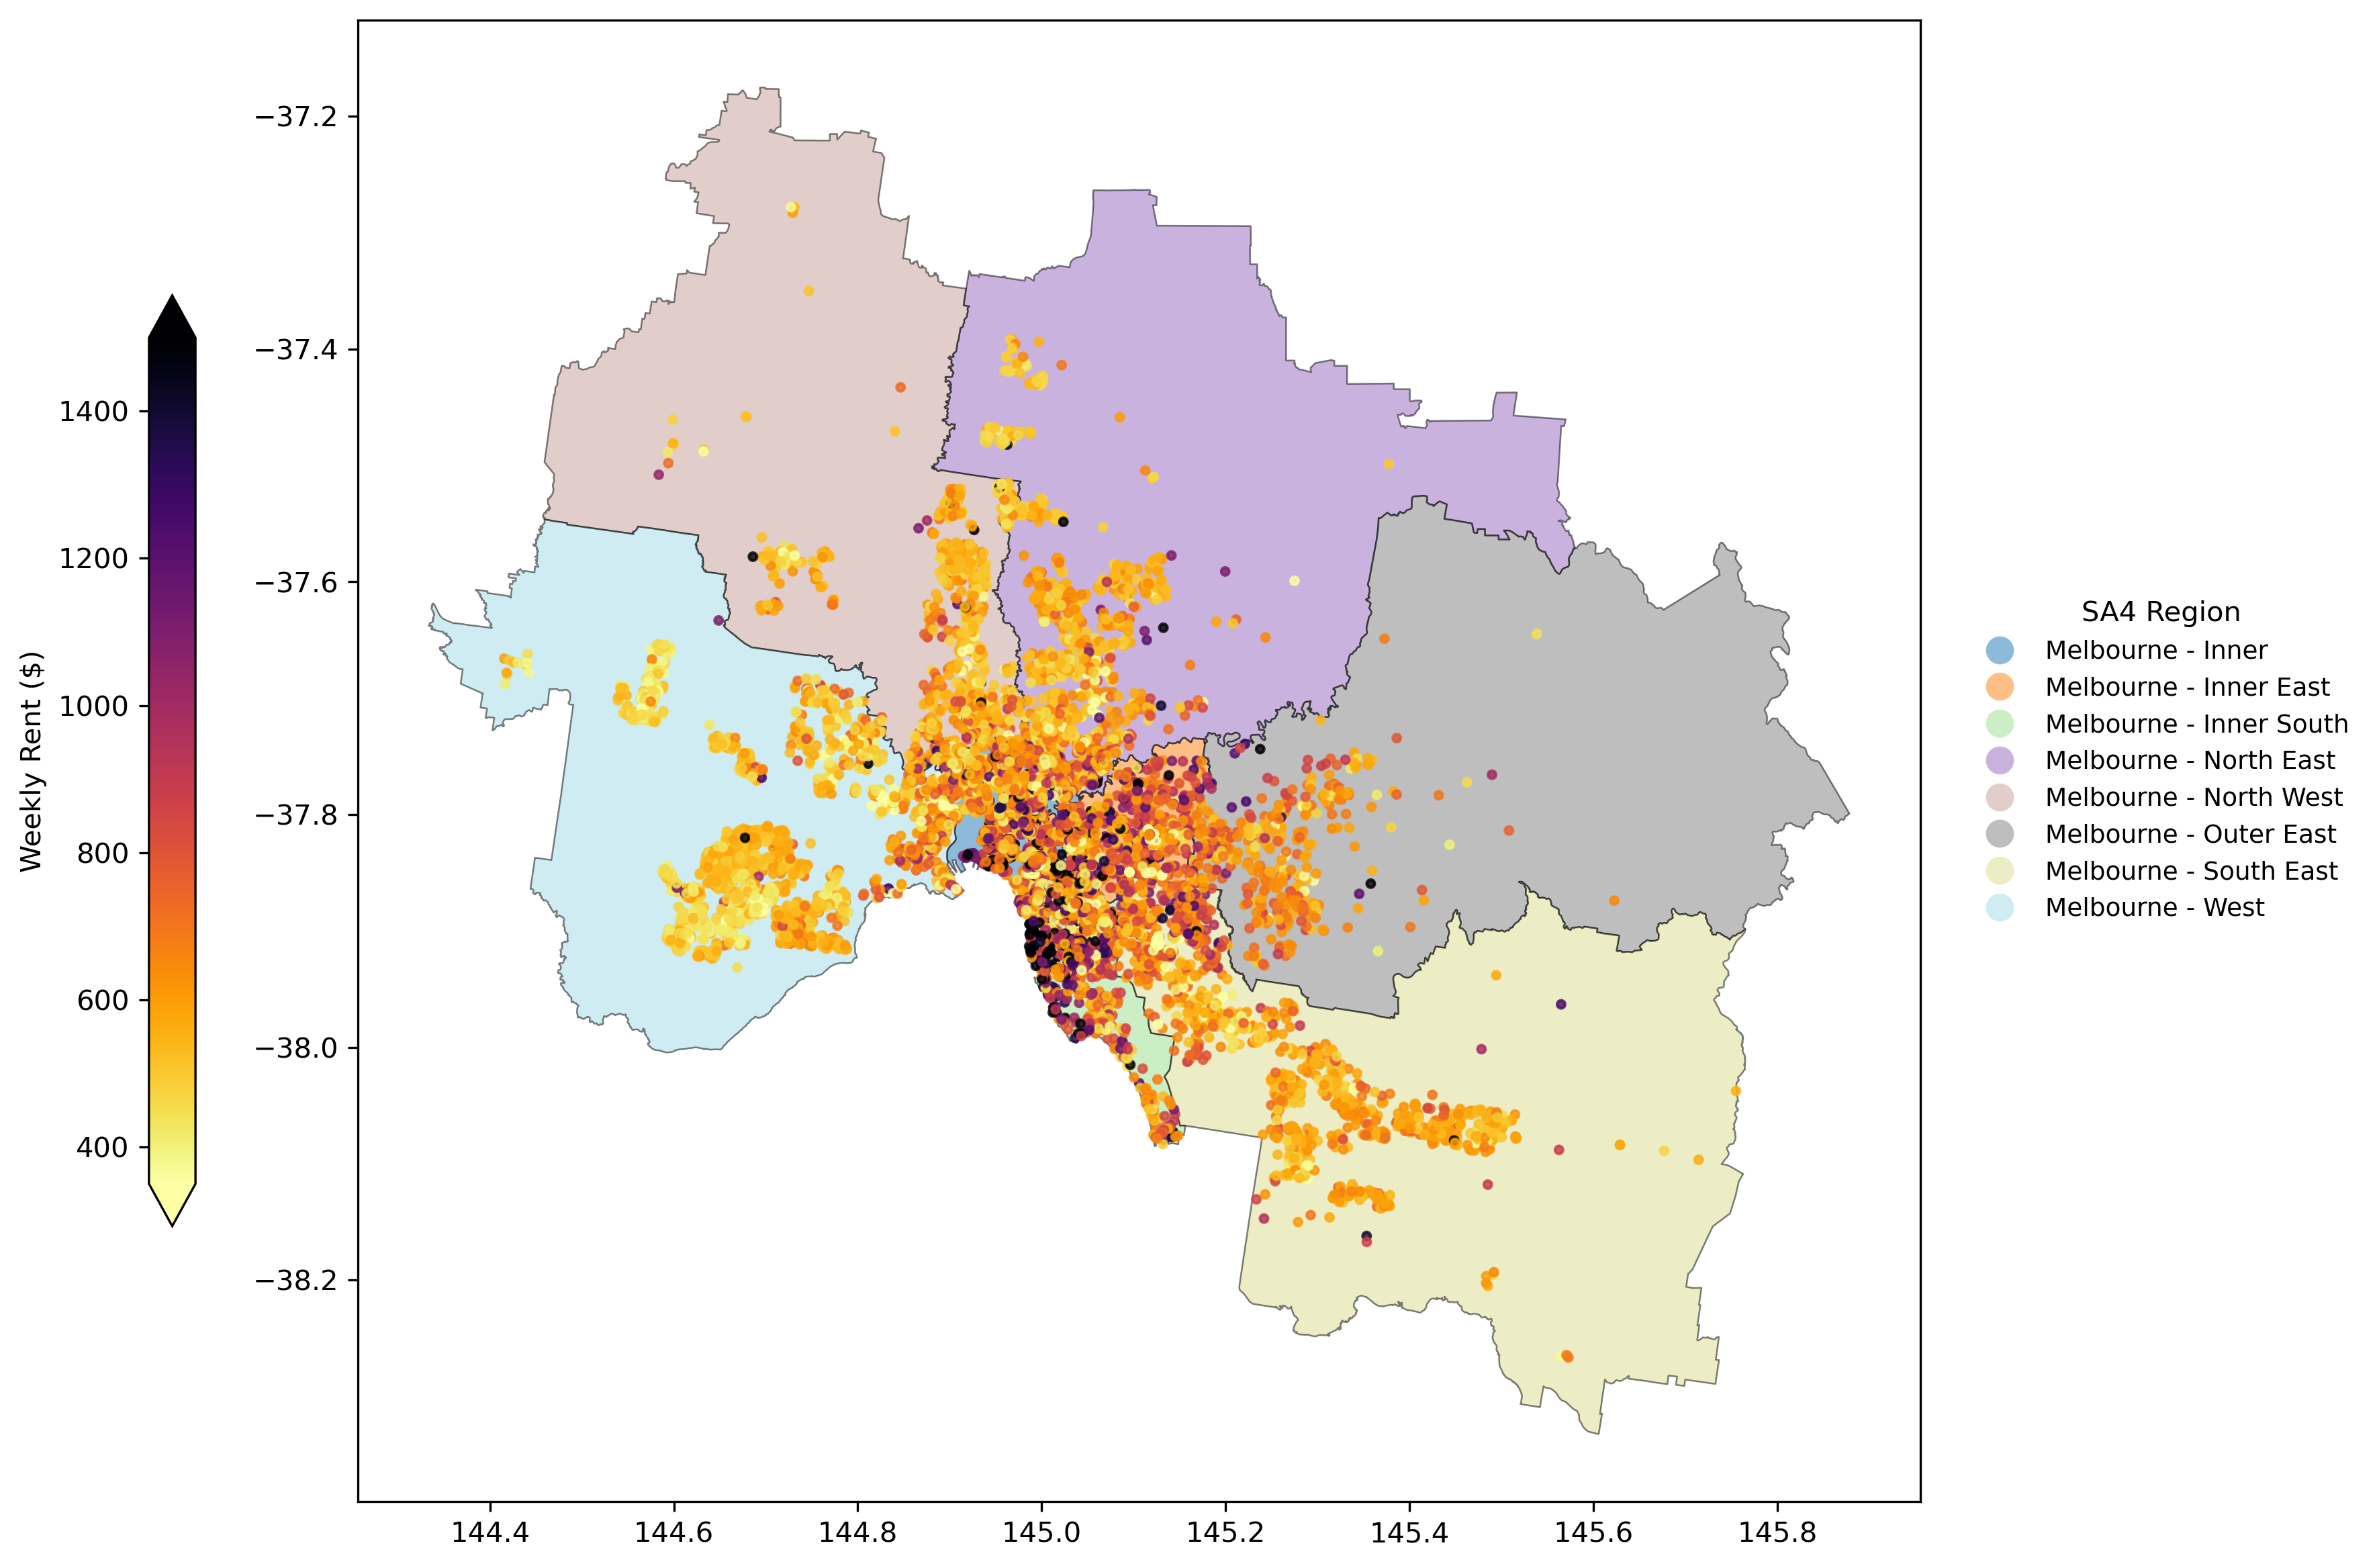 Weekly Rent ($)
1400
1200
1000
800
600
400
−37.2
−37.4
−37.6
−37.8
−38.0
−38.2
144.4 144.6 144.8 145.0 145.2 145.4 145.6 145.8
SA4 Region
Melbourne - Inner
Melbourne - Inner East
Melbourne - Inner South
Melbourne - North East
Melbourne - North West
Melbourne - Outer East
Melbourne - South East
Melbourne - West